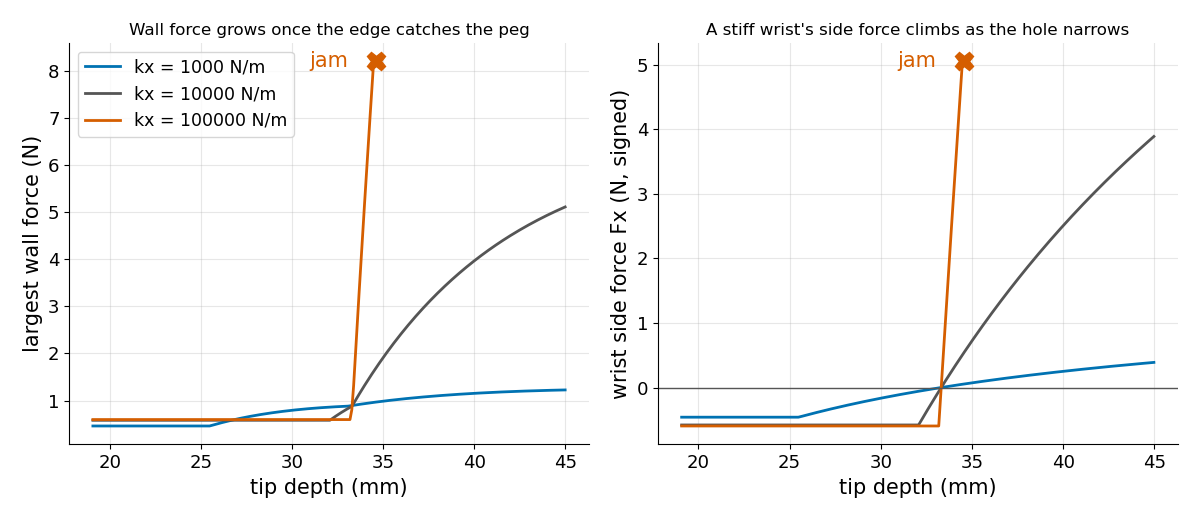 Wall force grows once the edge catches the peg
kx = 1000 N/m
kx = 10000 N/m
kx = 100000 N/m
jam
largest wall force (N)
8
7
6
5
4
3
2
1
20 25 30 35 40 45
tip depth (mm)
A stiff wrist's side force climbs as the hole narrows
jam
wrist side force Fx (N, signed)
5
4
3
2
1
0
20 25 30 35 40 45
tip depth (mm)